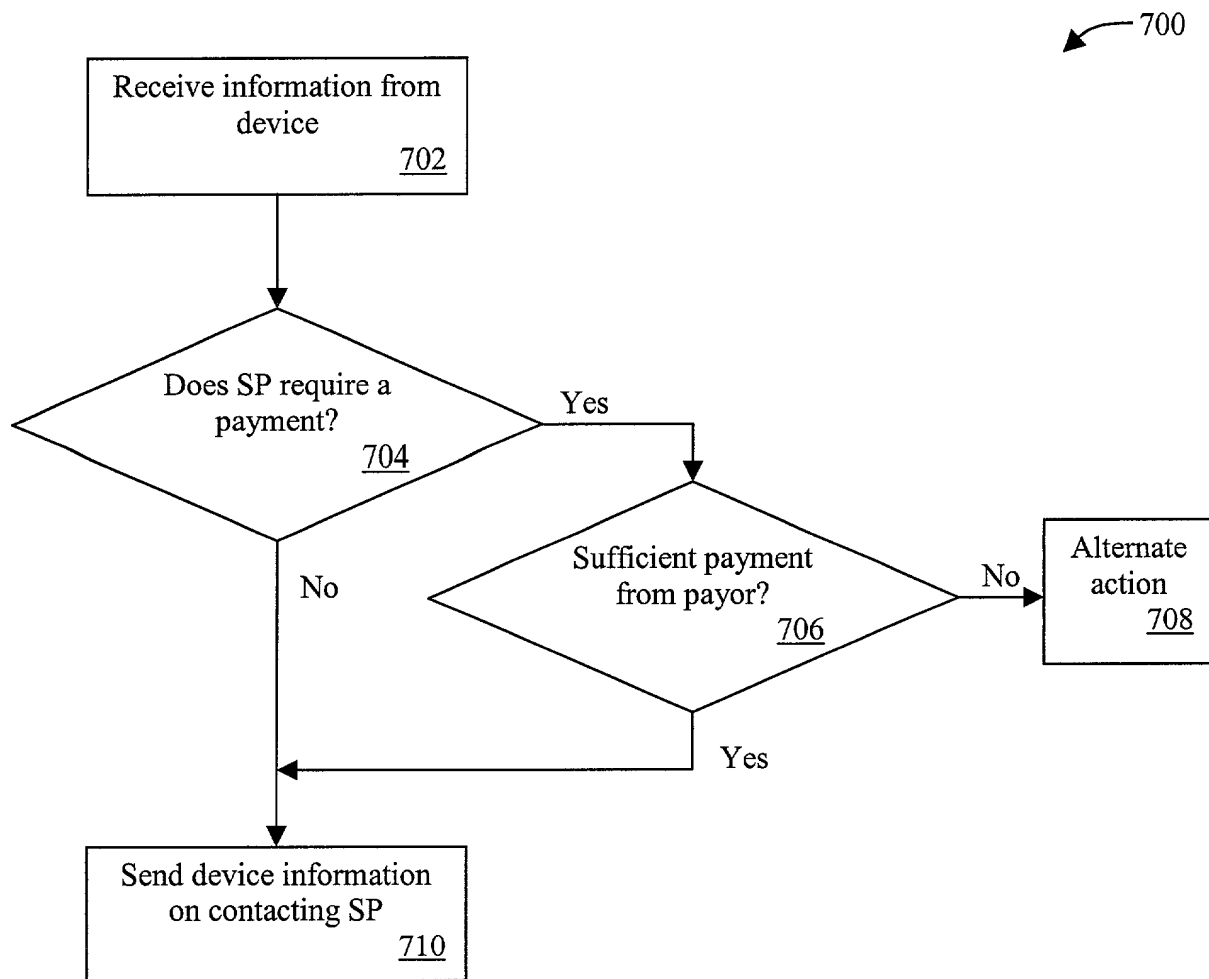 700
Receive information from
device
702
Does SP require a
payment?
704
Yes
No
Sufficient payment
from payor?
706
No
Alternate
action
708
Yes
Send device information
on contacting SP
710